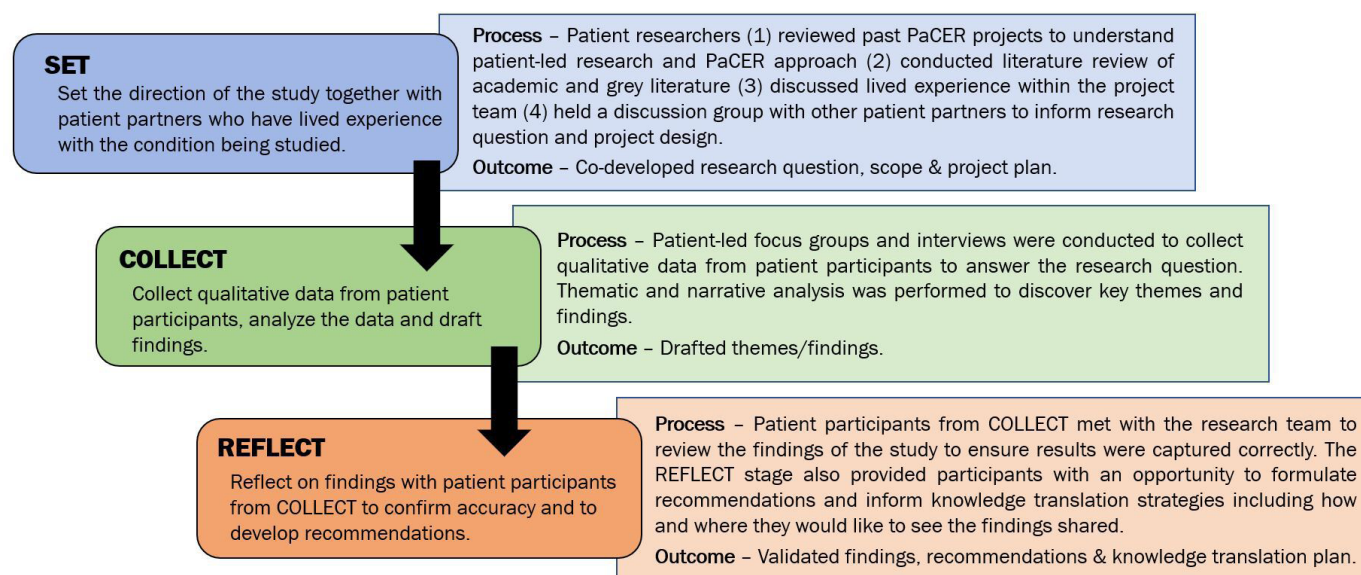 SET
Set the direction of the study together with
patient partners who have lived experience
with the condition being studied.
Process – Patient researchers (1) reviewed past PaCER projects to understand
patient-led research and PaCER approach (2) conducted literature review of
academic and grey literature (3) discussed lived experience within the project
team (4) held a discussion group with other patient partners to inform research
question and project design.
Outcome – Co-developed research question, scope & project plan.
COLLECT
Collect qualitative data from patient
participants, analyze the data and draft
findings.
Process – Patient-led focus groups and interviews were conducted to collect
qualitative data from patient participants to answer the research question.
Thematic and narrative analysis was performed to discover key themes and
findings.
Outcome – Drafted themes/findings.
REFLECT
Reflect on findings with patient participants
from COLLECT to confirm accuracy and to
develop recommendations.
Process – Patient participants from COLLECT met with the research team to
review the findings of the study to ensure results were captured correctly. The
REFLECT stage also provided participants with an opportunity to formulate
recommendations and inform knowledge translation strategies including how
and where they would like to see the findings shared.
Outcome – Validated findings, recommendations & knowledge translation plan.